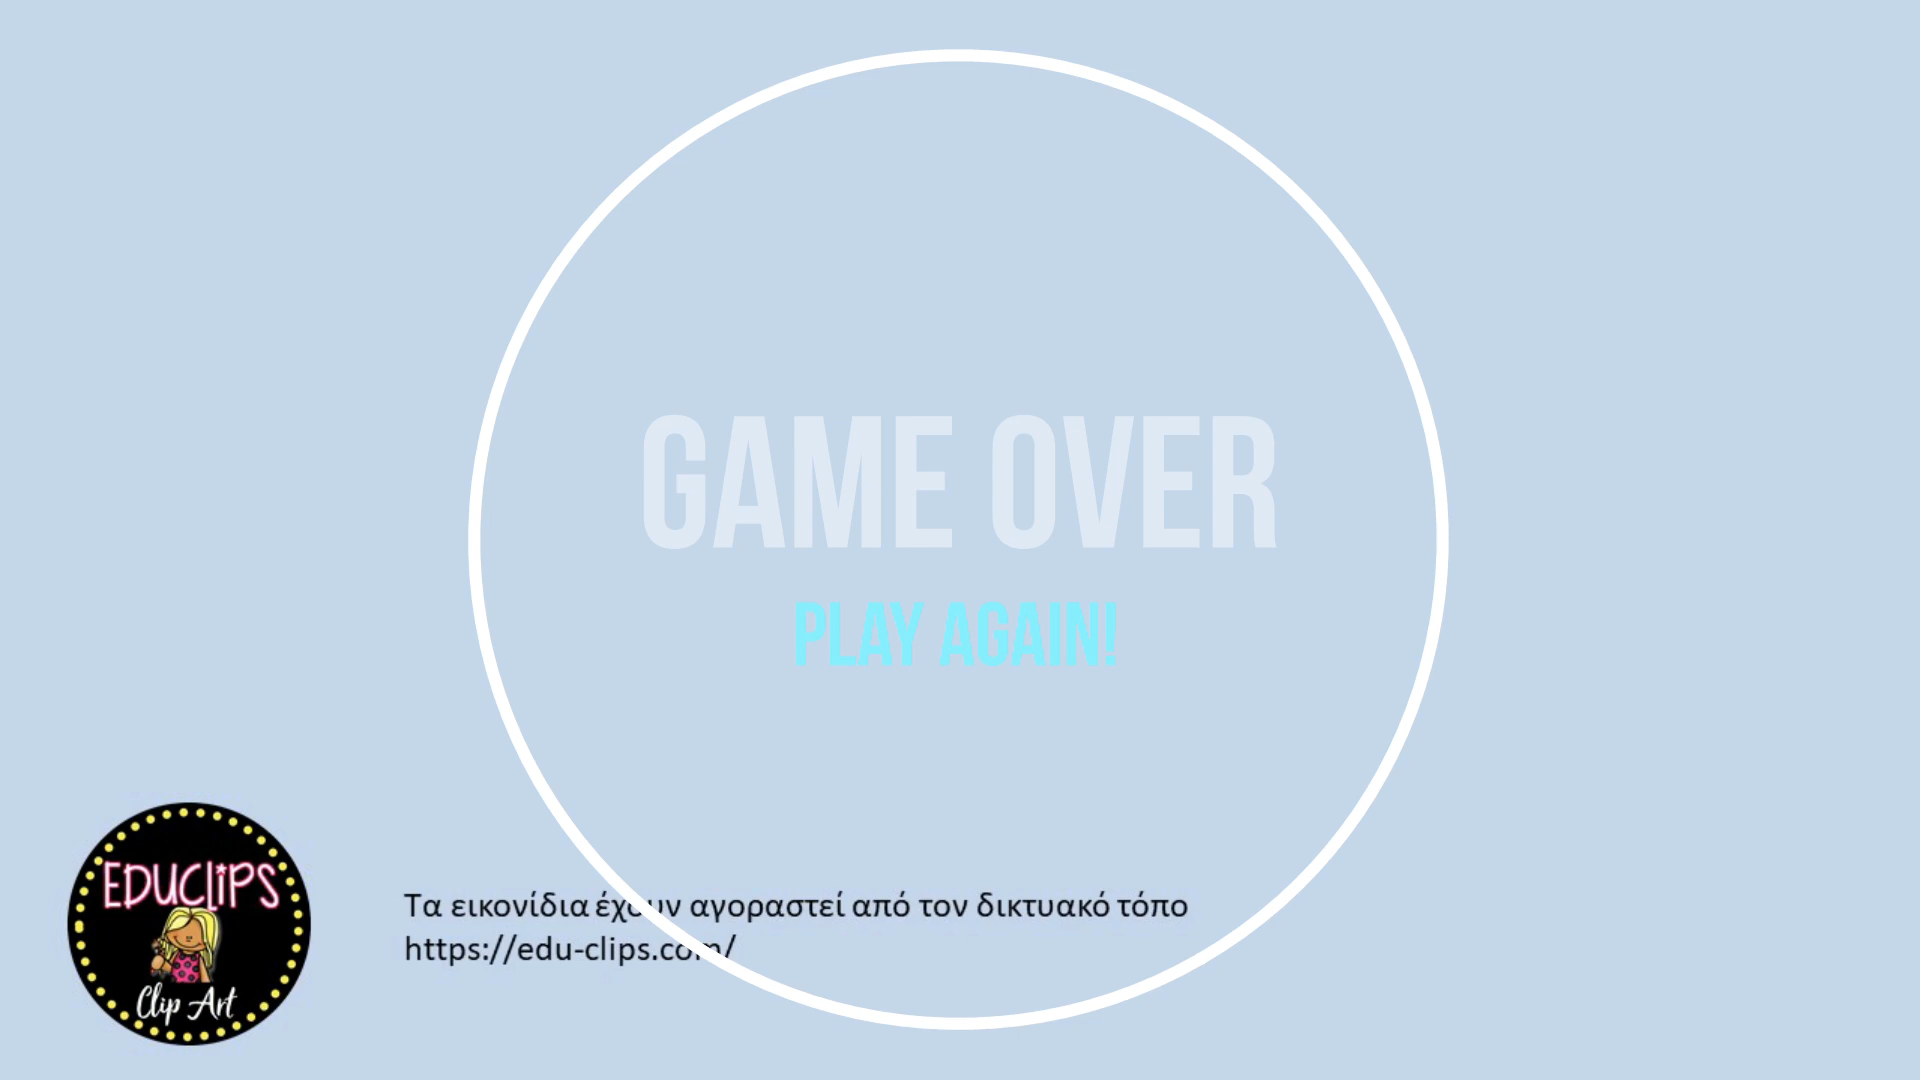 GAME OVER
PLAY AGAIN!
EDUCLIPS
Clip Art
Τα εικονίδια έχουν αγοραστεί από τον δικτυακό τόπο
https://edu-clips.com/